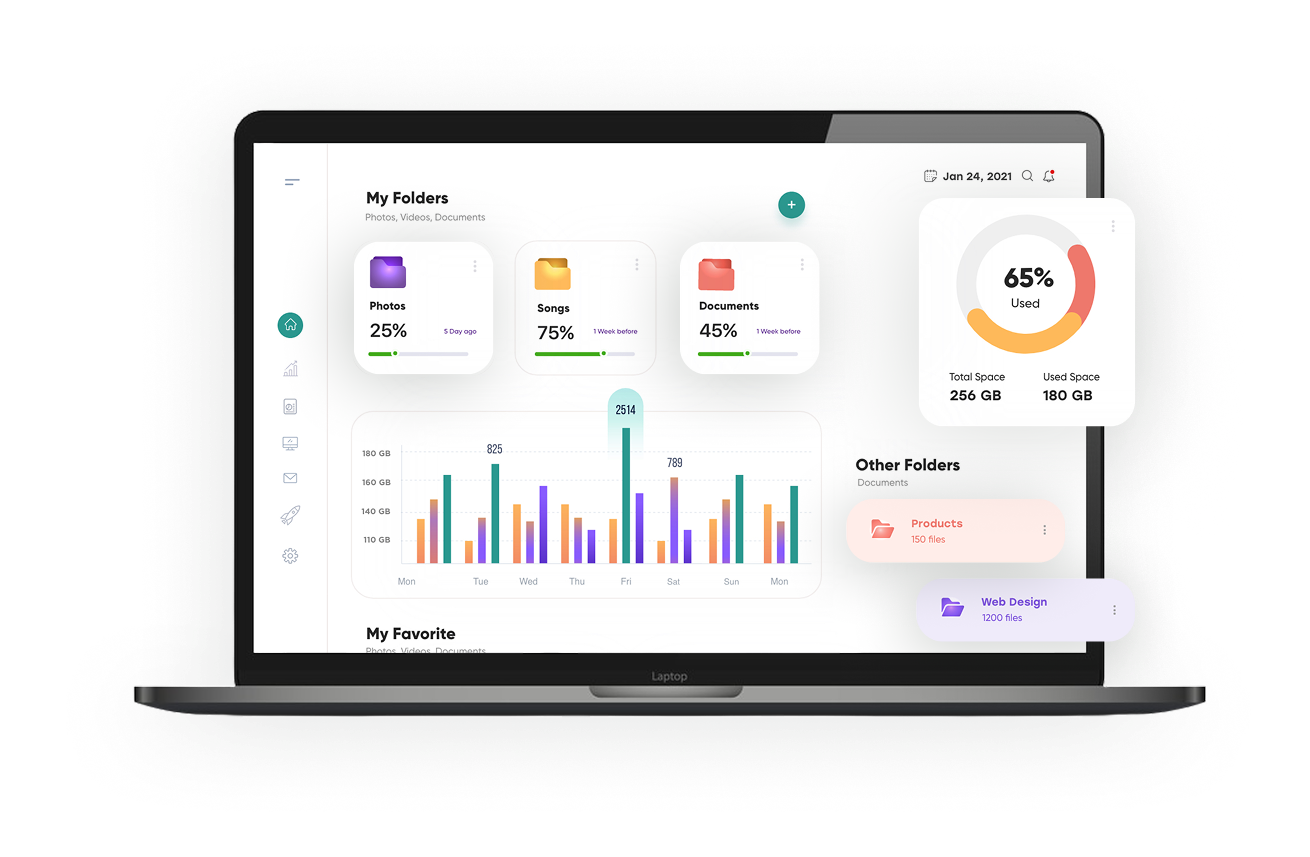 Jan 24, 2021
My Folders
Photos, Videos, Documents
+
Photos
25%
5 Day ago
Songs
75%
1 Week before
Documents
45%
1 Week before
65%
Used
Total Space
256 GB
Used Space
180 GB
180 GB
160 GB
140 GB
110 GB
825
2514
789
Mon
Tue
Wed
Thu
Fri
Sat
Sun
Mon
Other Folders
Documents
Products
150 files
Web Design
1200 files
My Favorite
Photos, Videos, Documents
Laptop